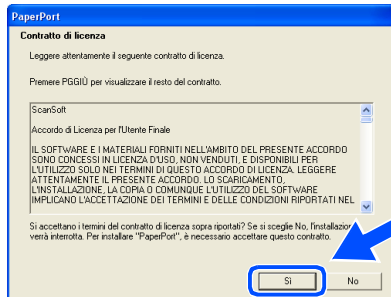 PaperPort
Contratto di licenza
Leggere attentamente il seguente contratto di licenza.
Premere PGGIÙ per visualizzare il resto del contratto.
ScanSoft
Accordo di Licenza per l'Utente Finale
IL SOFTWARE E I MATERIALI FORNITI NELL'AMBITO DEL PRESENTE ACCORDO
SONO CONCESSI IN LICENZA D'USO, NON VENDUTI, E DISPONIBILI PER
L'UTILIZZO SOLO NEI TERMINI DI QUESTO ACCORDO DI LICENZA. LEGGERE
ATTENTAMENTE IL PRESENTE ACCORDO. LO SCARICAMENTO,
L'INSTALLAZIONE, LA COPIA O COMUNQUE L'UTILIZZO DEL SOFTWARE
IMPLICANO L'ACCETTAZIONE DEI TERMINI E DELLE CONDIZIONI RIPORTATI NEL
Si accettano i termini del contratto di licenza sopra riportati? Se si sceglie No, l'installazio
verrà interrotta. Per installare "PaperPort", è necessario accettare questo contratto.
Sì
No